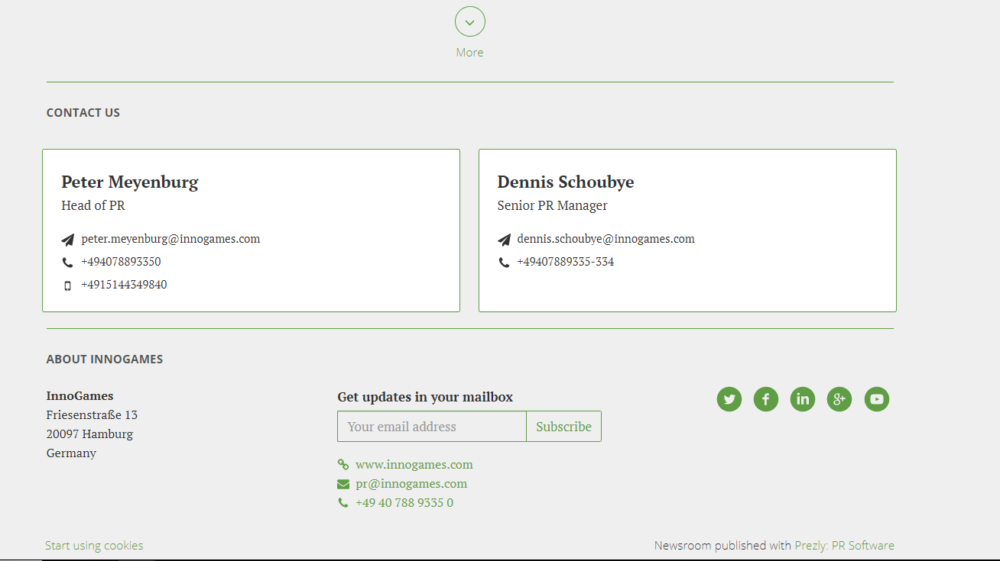 More
CONTACT US
Peter Meyenburg
Head of PR
peter.meyenburg@innogames.com
+494078893350
+4915144349840
Dennis Schoubye
Senior PR Manager
dennis.schoubye@innogames.com
+49407889335-334
ABOUT INNOGAMES
InnoGames
Friesenstraße 13
20097 Hamburg
Germany
Get updates in your mailbox
Your email address
Subscribe
www.innogames.com
pr@innogames.com
+49 40 788 9335 0
Start using cookies
Newsroom published with Prezly: PR Software